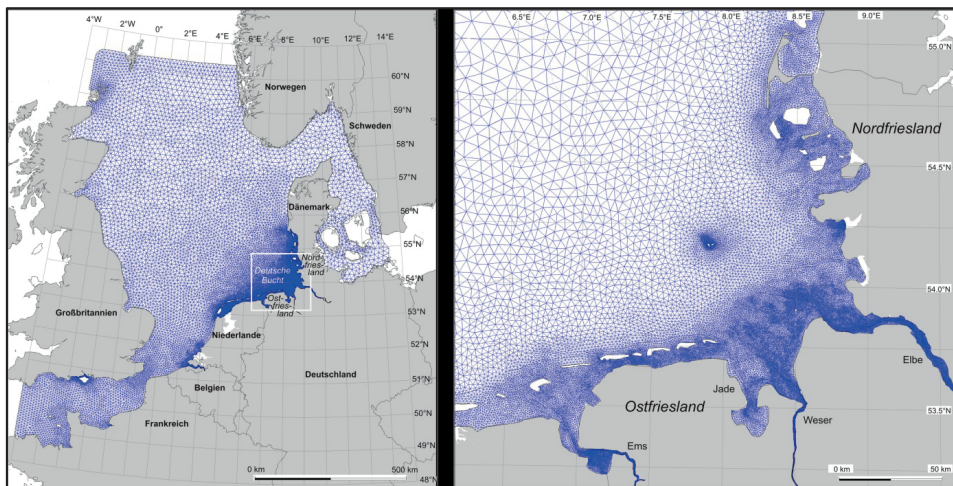 4°W
2°W
0°
2°E
4°E
6°E
8°E
10°E
12°E
14°E
60°N
59°N
58°N
57°N
56°N
55°N
54°N
53°N
52°N
51°N
50°N
49°N
48°N
Norwegen
Schweden
Dänemark
Nord-
fries-
land
Deutsche
Bucht
Ost-
fries-
land
Großbritannien
Niederlande
Belgien
Deutschland
Frankreich
0 km
500 km
6.5°E
7.0°E
7.5°E
8.0°E
8.5°E
9.0°E
55.0°N
54.5°N
54.0°N
53.5°N
Nordfriesland
Elbe
Jade
Ostfriesland
Weser
Ems
0 km
50 km